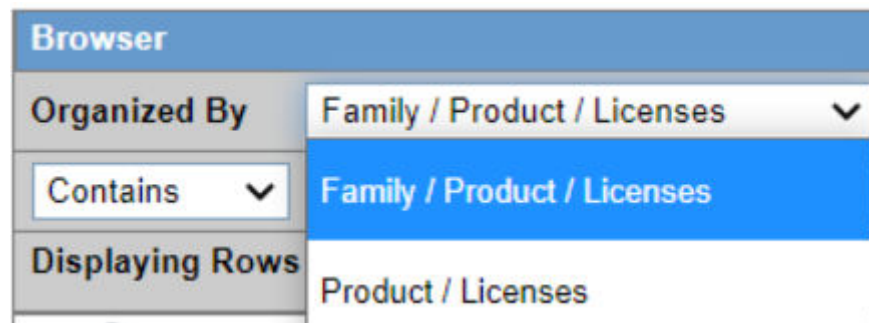 Browser
Organized By Family / Product / Licenses
Contains Family / Product / Licenses
Displaying Rows
Product / Licenses